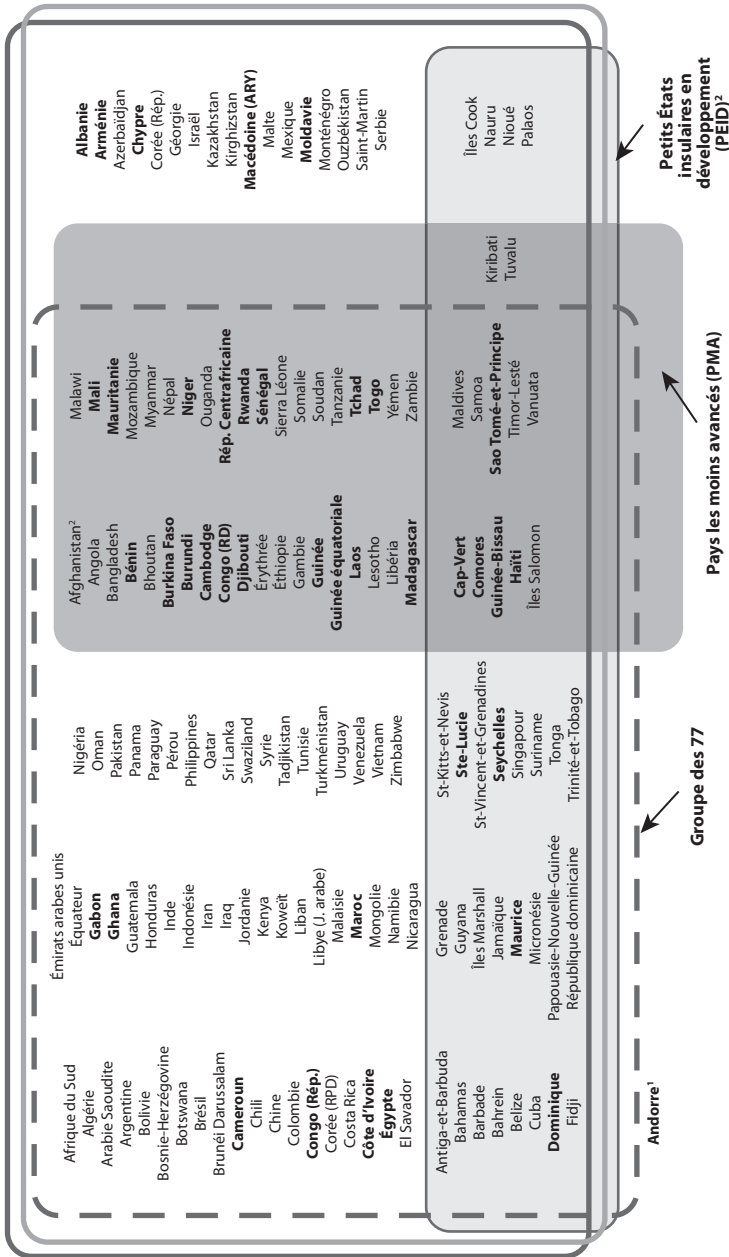 Afrique du Sud
Algérie
Arabie Saoudite
Argentine
Bolivie
Bosnie-Herzégovine
Botswana
Brésil
Brunéi Darussalam
Cameroun
Chili
Chine
Colombie
Congo (Rép.)
Corée (RPD)
Costa Rica
Côte d'Ivoire
Égypte
El Savador
Émirats arabes unis
Équateur
Gabon
Ghana
Guatemala
Honduras
Inde
Indonésie
Iran
Iraq
Jordanie
Kenya
Koweït
Liban
Libye (J. arabe)
Malaisie
Maroc
Mongolie
Namibie
Nicaragua
Nigéria
Oman
Pakistan
Panama
Paraguay
Pérou
Philippines
Qatar
Sri Lanka
Swaziland
Syrie
Tadjikistan
Tunisie
Turkménistan
Uruguay
Venezuela
Vietnam
Zimbabwe
Afghanistan²
Angola
Bangladesh
Bénin
Bhoutan
Burkina Faso
Burundi
Cambodge
Congo (RD)
Djibouti
Érythrée
Éthiopie
Gambie
Guinée
Guinée équatoriale
Laos
Lesotho
Libéria
Madagascar
Malawi
Mali
Mauritanie
Mozambique
Myanmar
Népal
Niger
Ouganda
Rép. Centrafricaine
Rwanda
Sénégal
Sierra Léone
Somalie
Soudan
Tanzanie
Tchad
Togo
Yémen
Zambie
Albanie
Arménie
Azerbaïdjan
Chypre
Corée (Rép.)
Géorgie
Israël
Kazakhstan
Kirghizstan
Macédoine (ARY)
Malte
Mexique
Moldavie
Monténégro
Ouzbékistan
Saint-Martin
Serbie
Antiga-et-Barbuda
Bahamas
Barbade
Bahreïn
Belize
Cuba
Dominique
Fidji
Grenade
Guyana
Îles Marshall
Jamaïque
Maurice
Micronésie
Papouasie-Nouvelle-Guinée
République dominicaine
St-Kitts-et-Nevis
Ste-Lucie
St-Vincent-et-Grenadines
Seychelles
Singapour
Suriname
Tonga
Trinité-et-Tobago
Cap-Vert
Comores
Guinée-Bissau
Haïti
Îles Salomon
Maldives
Samoa
Sao Tomé-et-Principe
Timor-Lesté
Vanuata
Kiribati
Tuvalu
Îles Cook
Nauru
Nioué
Palaos
Andorre¹
Groupe des 77
Pays les moins avancés (PMA)
Petits États
insulaires en
développement
(PEID)²